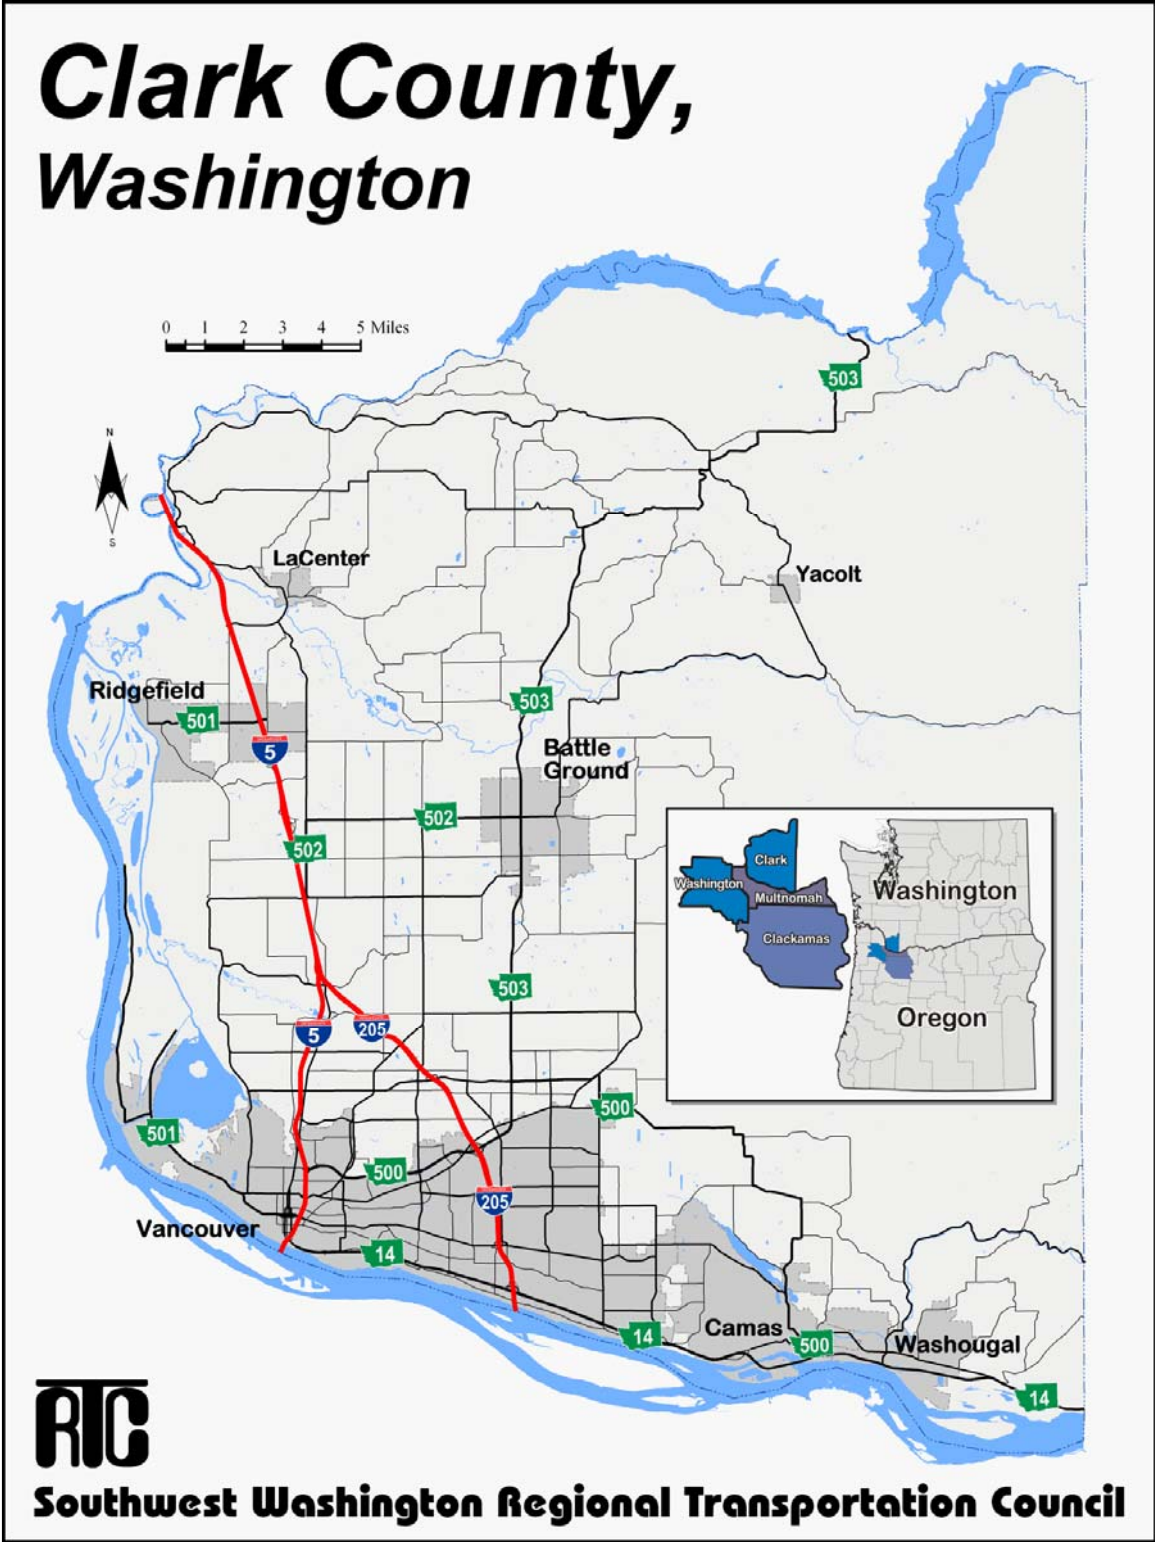 Clark County,
Washington
0 1 2 3 4 5 Miles
503
N
S
LaCenter
Yacolt
Ridgefield
501
503
5
Battle
Ground
502
502
Clark
Washington
Multnomah
Clackamas
Washington
Oregon
503
5
205
500
501
500
205
Vancouver
14
14
Camas
500
Washougal
14
RTC
Southwest Washington Regional Transportation Council